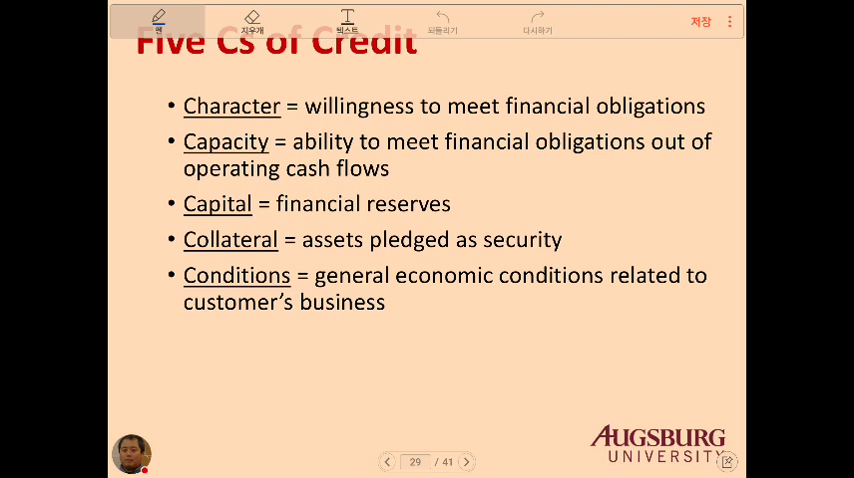 펜
지우개
텍스트
되돌리기
다시하기
저장
Five Cs of Credit
• Character = willingness to meet financial obligations
• Capacity = ability to meet financial obligations out of
operating cash flows
• Capital = financial reserves
• Collateral = assets pledged as security
• Conditions = general economic conditions related to
customer's business
AUGSBURG
UNIVERSITY
29 / 41